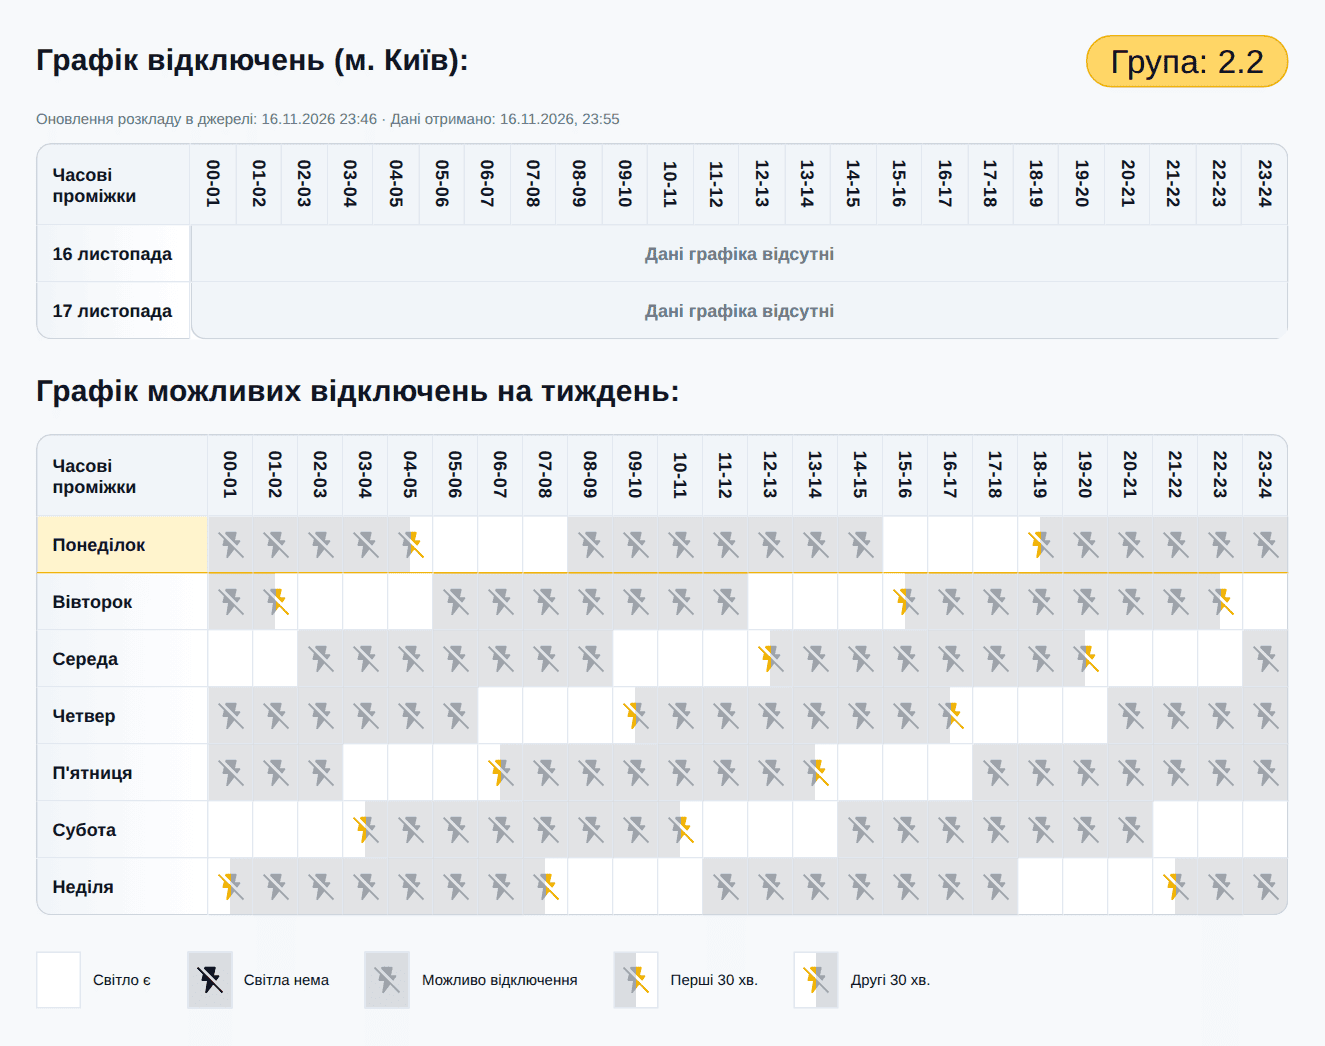 Графік відключень (м. Київ):
Група: 2.2
Оновлення розкладу в джерелі: 16.11.2026 23:46 · Дані отримано: 16.11.2026, 23:55
Часові проміжки 00-01 01-02 02-03 03-04 04-05 05-06 06-07 07-08 08-09 09-10 10-11 11-12 12-13 13-14 14-15 15-16 16-17 17-18 18-19 19-20 20-21 21-22 22-23 23-24
16 листопада Дані графіка відсутні
17 листопада Дані графіка відсутні
Графік можливих відключень на тиждень:
Часові проміжки 00-01 01-02 02-03 03-04 04-05 05-06 06-07 07-08 08-09 09-10 10-11 11-12 12-13 13-14 14-15 15-16 16-17 17-18 18-19 19-20 20-21 21-22 22-23 23-24
Понеділок
Вівторок
Середа
Четвер
П'ятниця
Субота
Неділя
Світло є Світла нема Можливо відключення Перші 30 хв. Другі 30 хв.